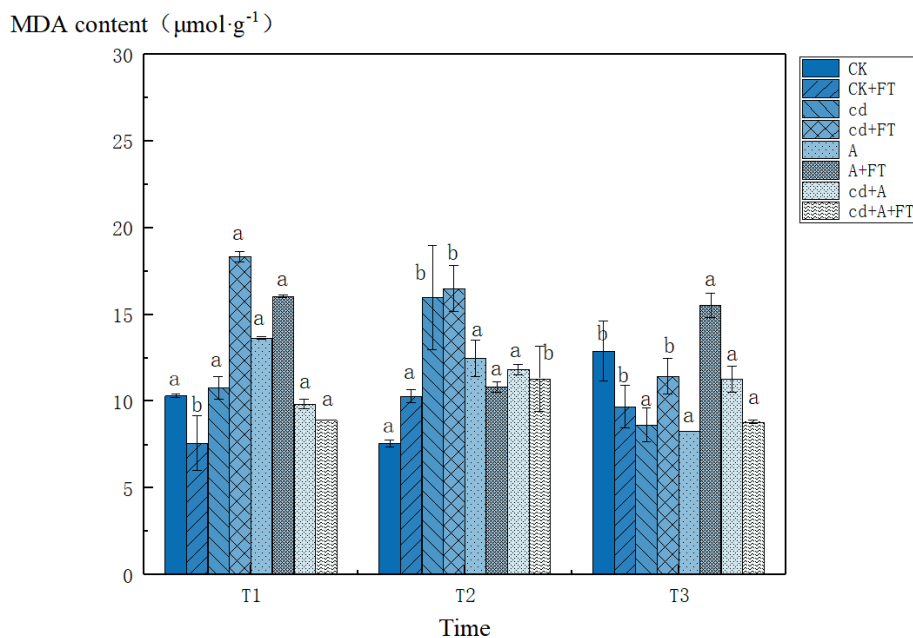 MDA content（μmol·g⁻¹）
30
25
20
15
10
5
0
CK
CK+FT
cd
cd+FT
A
A+FT
cd+A
cd+A+FT
a
b
a
a
a
a
a
a
a
b
b
b
a
a
a
b
b
b
a
b
a
a
a
a
T1
T2
T3
Time